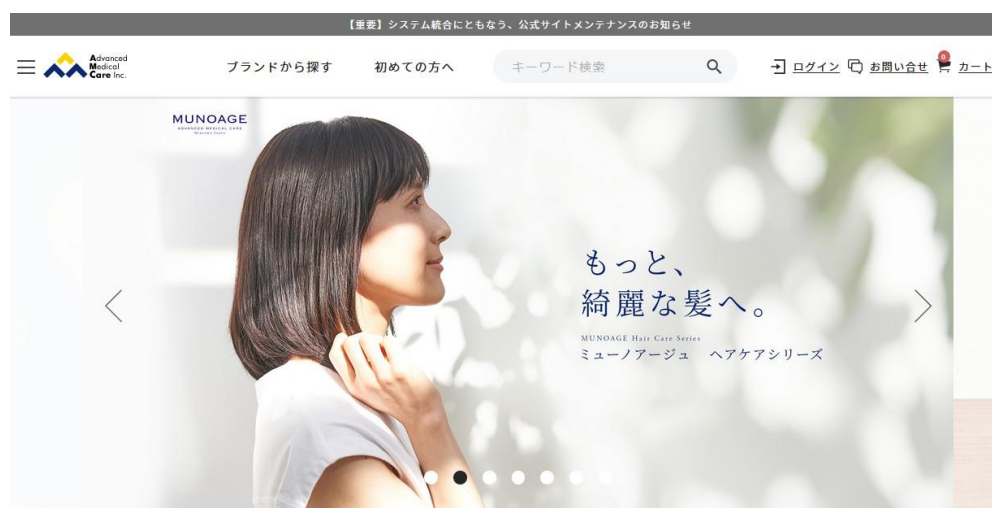 【重要】システム統合にともなう、公式サイトメンテナンスのお知らせ
Advanced
Medical
Care Inc.
ブランドから探す
初めての方へ
キーワード検索
ログイン
お問い合せ
0
カート
MUNOAGE
ADVANCED MEDICAL CARE
もっと、
綺麗な髪へ。
MUNOAGE Hair Care Series
ミューノアージュ ヘアケアシリーズ